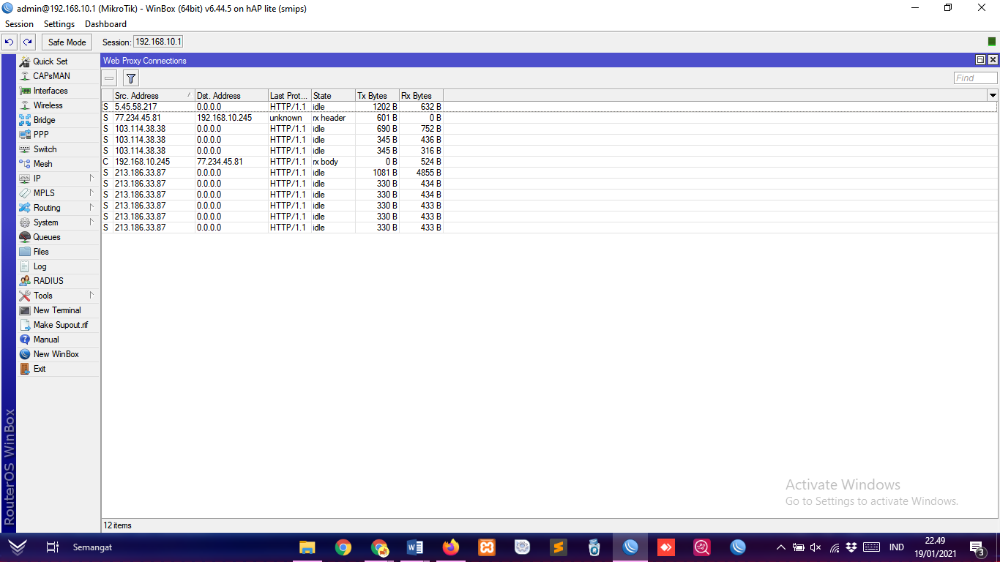 admin@192.168.10.1 (MikroTik) - WinBox (64bit) v6.44.5 on hAP lite (smips)
Session Settings Dashboard
Safe Mode Session: 192.168.10.1
Quick Set
CAPsMAN
Interfaces
Wireless
Bridge
PPP
Switch
Mesh
IP
MPLS
Routing
System
Queues
Files
Log
RADIUS
Tools
New Terminal
Make Supout.rif
Manual
New WinBox
Exit
RouterOS WinBox
Web Proxy Connections
Find
Src. Address Dst. Address Last Prot... State Tx Bytes Rx Bytes
S 5.45.58.217 0.0.0.0 HTTP/1.1 idle 1202 B 632 B
S 77.234.45.81 192.168.10.245 unknown rx header 601 B 0 B
S 103.114.38.38 0.0.0.0 HTTP/1.1 idle 690 B 752 B
S 103.114.38.38 0.0.0.0 HTTP/1.1 idle 345 B 436 B
S 103.114.38.38 0.0.0.0 HTTP/1.1 idle 345 B 316 B
C 192.168.10.245 77.234.45.81 HTTP/1.1 rx body 0 B 524 B
S 213.186.33.87 0.0.0.0 HTTP/1.1 idle 1081 B 4855 B
S 213.186.33.87 0.0.0.0 HTTP/1.1 idle 330 B 434 B
S 213.186.33.87 0.0.0.0 HTTP/1.1 idle 330 B 434 B
S 213.186.33.87 0.0.0.0 HTTP/1.1 idle 330 B 433 B
S 213.186.33.87 0.0.0.0 HTTP/1.1 idle 330 B 433 B
S 213.186.33.87 0.0.0.0 HTTP/1.1 idle 330 B 433 B
Activate Windows
Go to Settings to activate Windows.
12 items
Semangat
IND
22.49
19/01/2021
3